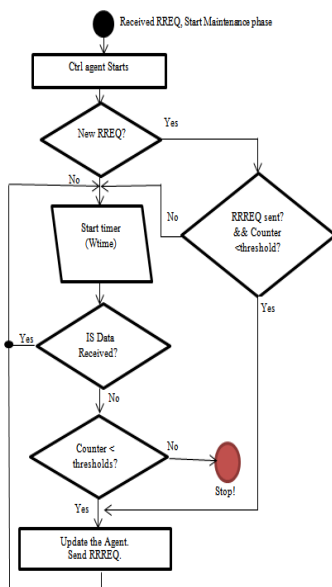 Received RREQ, Start Maintenance phase
Ctrl agent Starts
New RREQ?
Yes
No
RRREQ sent?
&& Counter
<threshold?
No
Start timer
(Wtime)
Yes
Yes
IS Data
Received?
No
Counter <
thresholds?
No
Stop!
Yes
Update the Agent.
Send RRREQ.